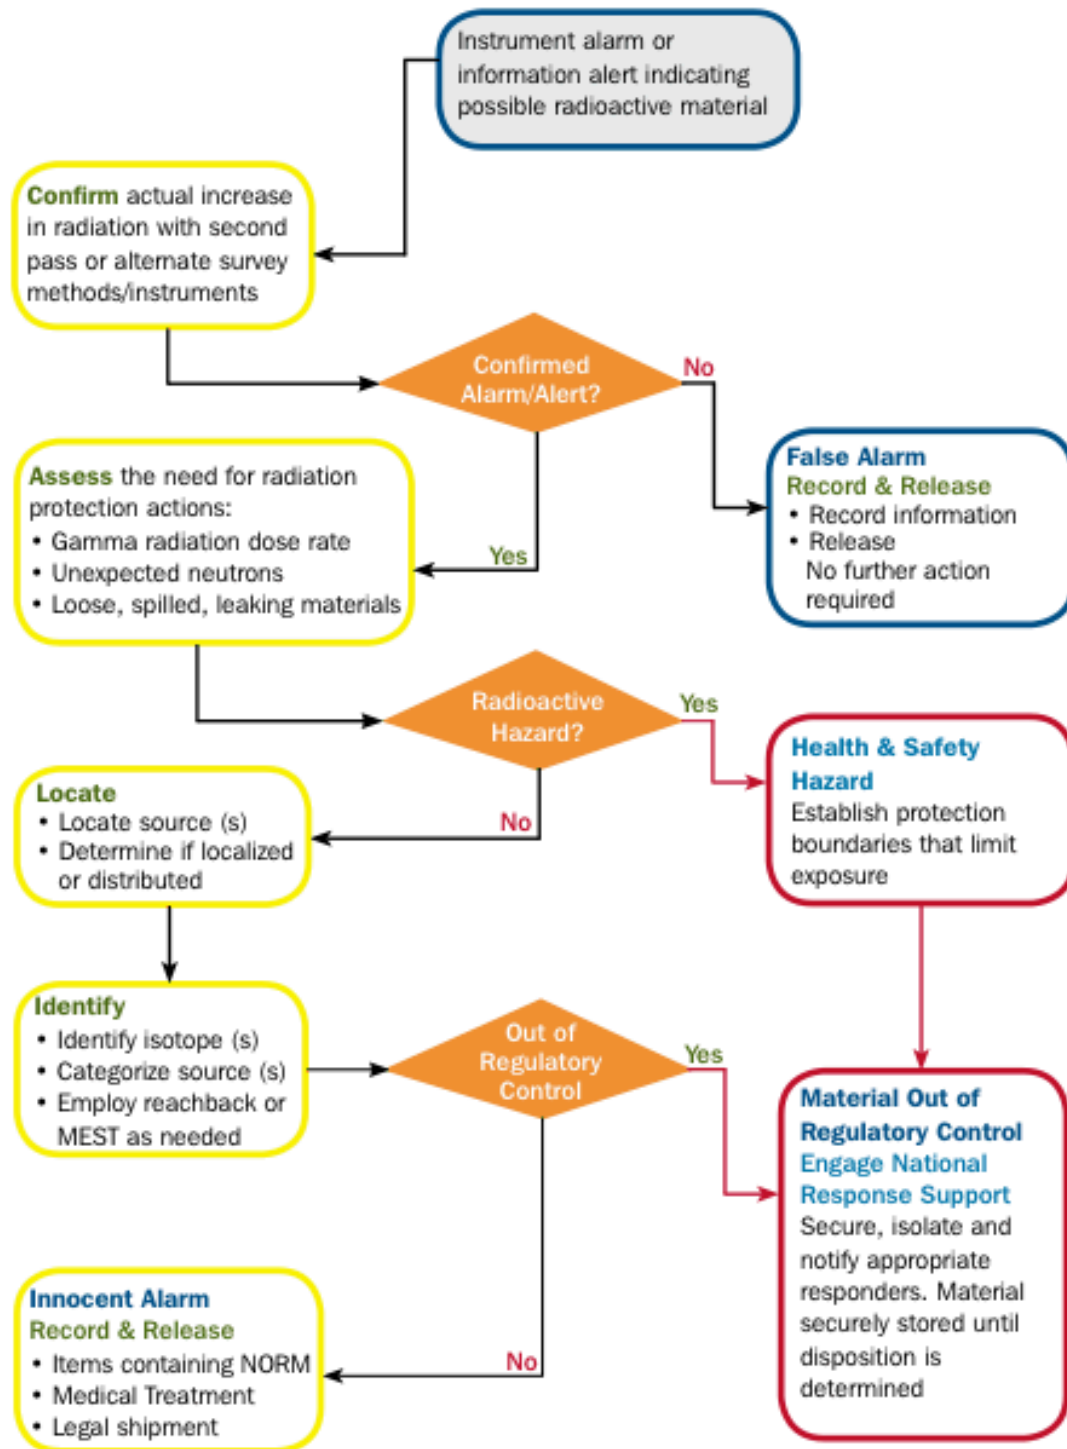 Instrument alarm or
information alert indicating
possible radioactive material
Confirm actual increase
in radiation with second
pass or alternate survey
methods/instruments
Confirmed
Alarm/Alert?
No
False Alarm
Record & Release
• Record information
• Release
No further action
required
Yes
Assess the need for radiation
protection actions:
• Gamma radiation dose rate
• Unexpected neutrons
• Loose, spilled, leaking materials
Radioactive
Hazard?
Yes
Health & Safety
Hazard
Establish protection
boundaries that limit
exposure
No
Locate
• Locate source (s)
• Determine if localized
or distributed
Identify
• Identify isotope (s)
• Categorize source (s)
• Employ reachback or
MEST as needed
Out of
Regulatory
Control
Yes
Material Out of
Regulatory Control
Engage National
Response Support
Secure, isolate and
notify appropriate
responders. Material
securely stored until
disposition is
determined
No
Innocent Alarm
Record & Release
• Items containing NORM
• Medical Treatment
• Legal shipment